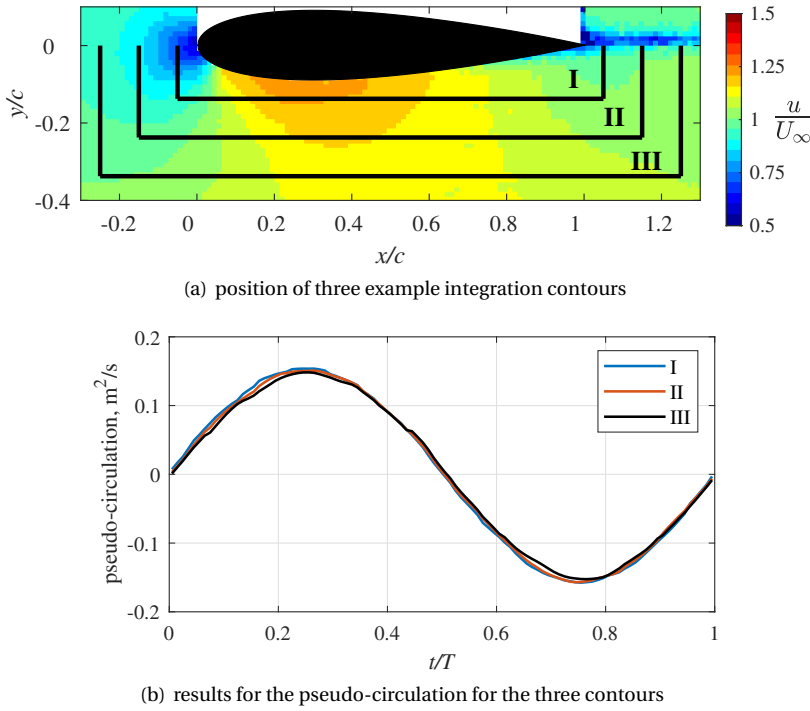 0
-0.2
-0.4
y/c
I
II
III
-0.2
0
0.2
0.4
0.6
0.8
1
1.2
x/c
1.5
1.25
1
0.75
0.5
u
U∞
(a) position of three example integration contours
0.2
0.1
0
-0.1
-0.2
pseudo-circulation, m²/s
I
II
III
0
0.2
0.4
0.6
0.8
1
t/T
(b) results for the pseudo-circulation for the three contours